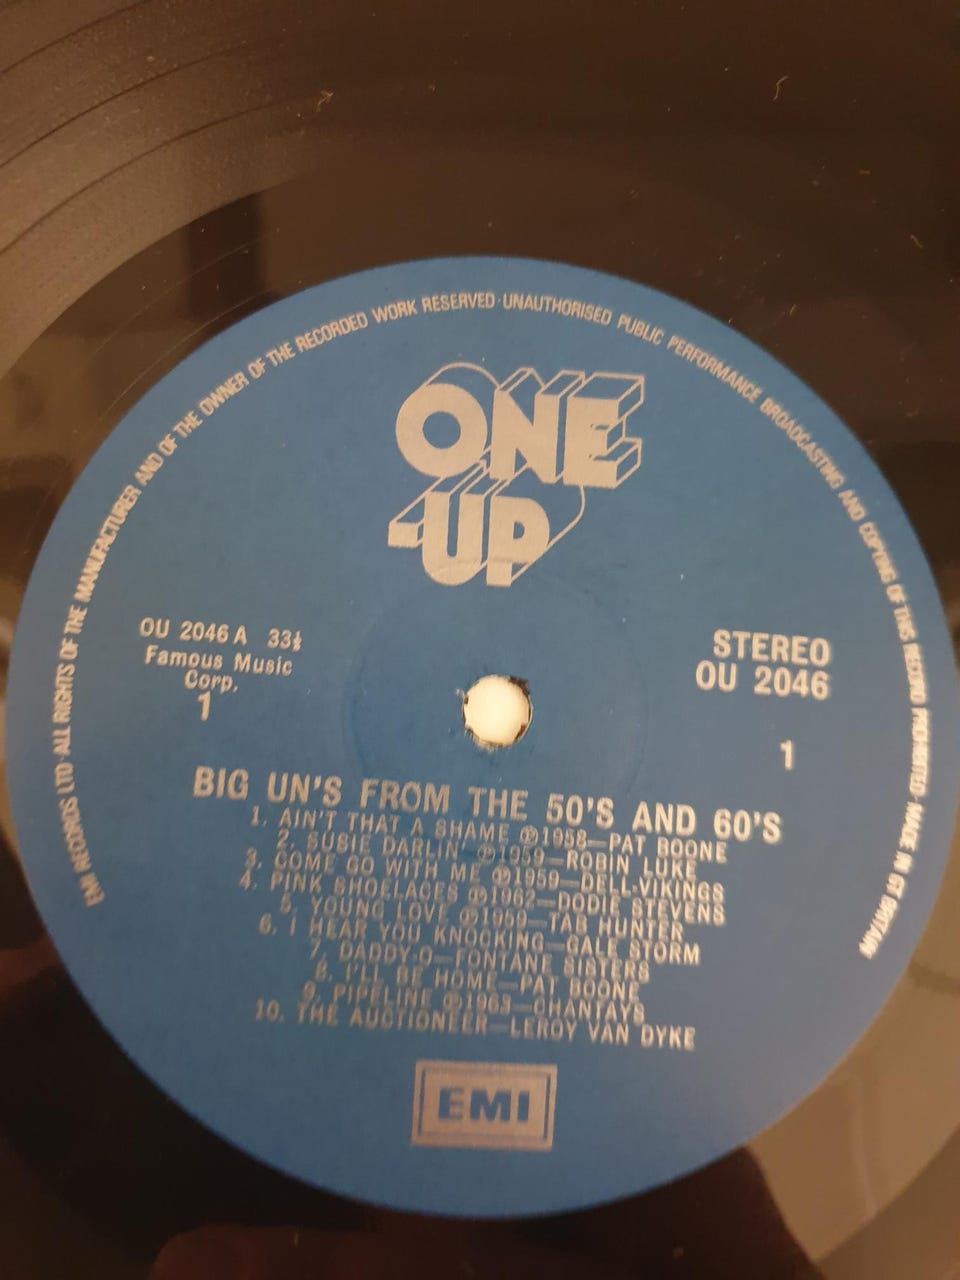 EMI RECORDS LTD·ALL RIGHTS OF THE MANUFACTURER AND OF THE OWNER OF THE RECORDED WORK RESERVED·UNAUTHORISED PUBLIC PERFORMANCE BROADCASTING AND COPYING OF THIS RECORD PROHIBITED·MADE IN GT BRITAIN
ONE
-UP
OU 2046 A 33⅓
Famous Music
Corp.
1
STEREO
OU 2046
1
BIG UN'S FROM THE 50'S AND 60'S
1. AIN'T THAT A SHAME ℗1958—PAT BOONE
2. SUSIE DARLIN' ℗1959—ROBIN LUKE
3. COME GO WITH ME ℗1959—DELL-VIKINGS
4. PINK SHOELACES ℗1962—DODIE STEVENS
5. YOUNG LOVE ℗1959—TAB HUNTER
6. I HEAR YOU KNOCKING—GALE STORM
7. DADDY-O—FONTANE SISTERS
8. I'LL BE HOME—PAT BOONE
9. PIPELINE ℗1963—CHANTAYS
10. THE AUCTIONEER—LEROY VAN DYKE
EMI